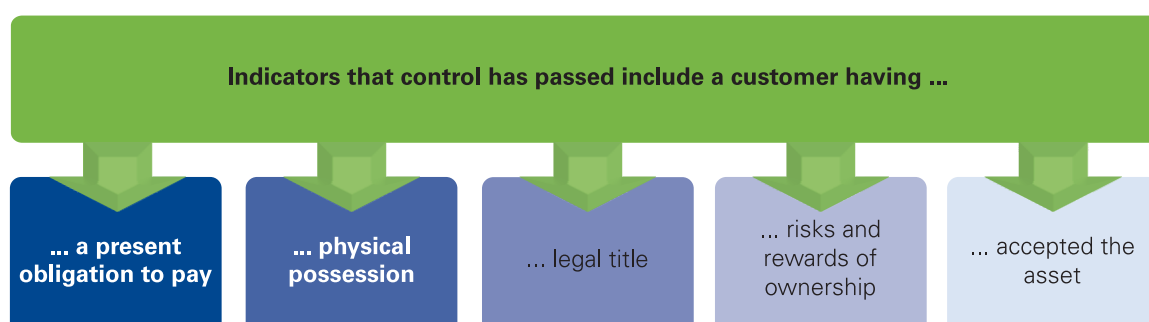 Indicators that control has passed include a customer having ...
... a present
obligation to pay
... physical
possession
... legal title
... risks and
rewards of
ownership
... accepted the
asset